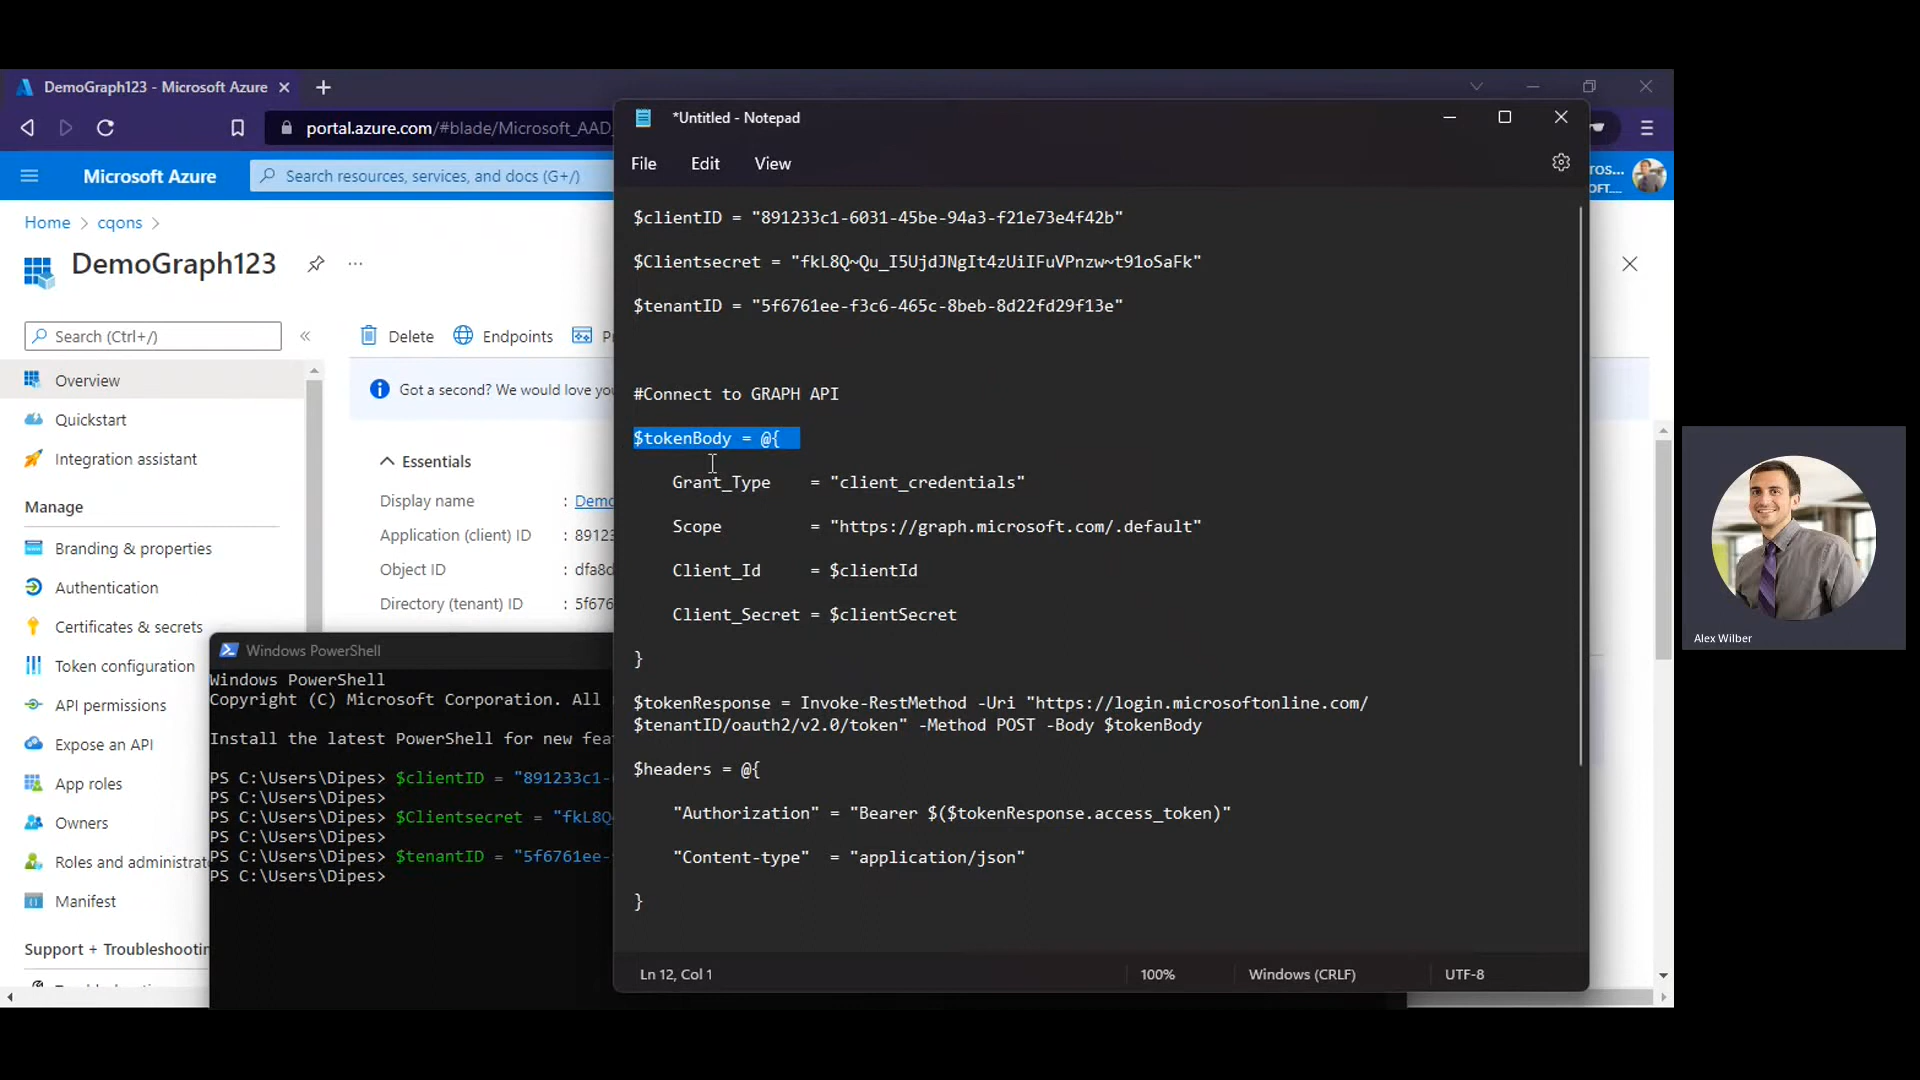 DemoGraph123 - Microsoft Azure
portal.azure.com/#blade/Microsoft_AAD_
Microsoft Azure
Search resources, services, and docs (G+/)
Home
cqons
DemoGraph123
Search (Ctrl+/)
Overview
Quickstart
Integration assistant
Manage
Branding & properties
Authentication
Certificates & secrets
Token configuration
API permissions
Expose an API
App roles
Owners
Roles and administrat
Manifest
Support + Troubleshootin
Delete
Endpoints
Got a second? We would love you
Essentials
Display name : Demo
Application (client) ID : 89123
Object ID : dfa8d
Directory (tenant) ID : 5f676
Windows PowerShell
Windows PowerShell
Copyright (C) Microsoft Corporation. All
Install the latest PowerShell for new fea
PS C:\Users\Dipes> $clientID = "891233c1-
PS C:\Users\Dipes>
PS C:\Users\Dipes> $Clientsecret = "fkL8Q
PS C:\Users\Dipes>
PS C:\Users\Dipes> $tenantID = "5f6761ee-
PS C:\Users\Dipes>
*Untitled - Notepad
File Edit View
$clientID = "891233c1-6031-45be-94a3-f21e73e4f42b"
$Clientsecret = "fkL8Q~Qu_I5UjdJNgIt4zUiIFuVPnzw~t91oSaFk"
$tenantID = "5f6761ee-f3c6-465c-8beb-8d22fd29f13e"
#Connect to GRAPH API
$tokenBody = @{
Grant_Type = "client_credentials"
Scope = "https://graph.microsoft.com/.default"
Client_Id = $clientId
Client_Secret = $clientSecret
}
$tokenResponse = Invoke-RestMethod -Uri "https://login.microsoftonline.com/
$tenantID/oauth2/v2.0/token" -Method POST -Body $tokenBody
$headers = @{
"Authorization" = "Bearer $($tokenResponse.access_token)"
"Content-type" = "application/json"
}
Ln 12, Col 1
100%
Windows (CRLF)
UTF-8
ros...
OFT....
Alex Wilber